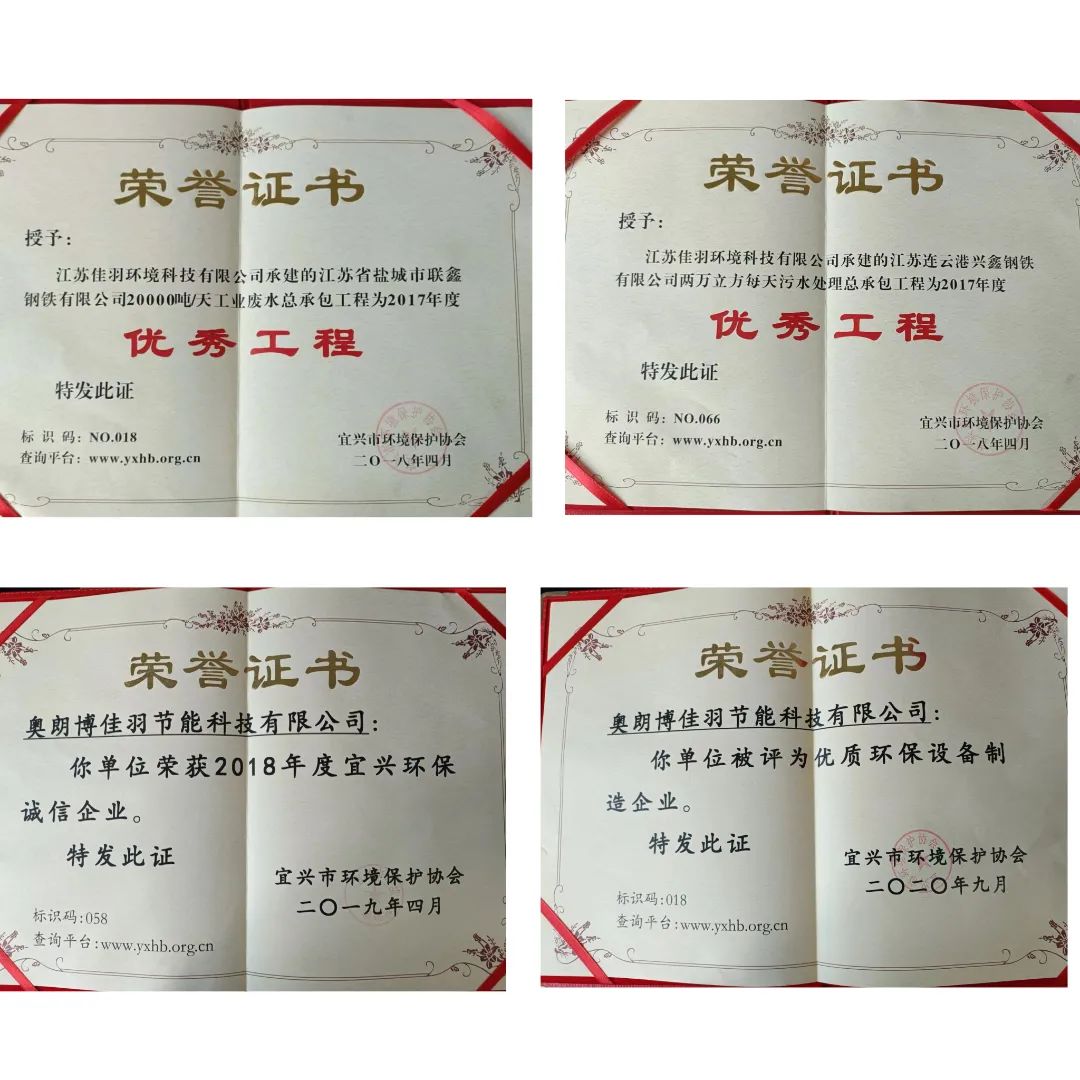 荣誉证书
授予：
江苏佳羽环境科技有限公司承建的江苏省盐城市联鑫
钢铁有限公司20000吨/天工业废水总承包工程为2017年度
优秀工程
特发此证
标识码：NO.018
查询平台：www.yxhb.org.cn
宜兴市环境保护协会
二〇一八年四月
荣誉证书
授予：
江苏佳羽环境科技有限公司承建的江苏连云港兴鑫钢铁
有限公司两万立方每天污水处理总承包工程为2017年度
优秀工程
特发此证
标识码：NO.066
查询平台：www.yxhb.org.cn
宜兴市环境保护协会
二〇一八年四月
荣誉证书
奥朗博佳羽节能科技有限公司：
你单位荣获2018年度宜兴环保
诚信企业。
特发此证
宜兴市环境保护协会
二〇一九年四月
标识码:058
查询平台:www.yxhb.org.cn
荣誉证书
奥朗博佳羽节能科技有限公司：
你单位被评为优质环保设备制
造企业。
特发此证
宜兴市环境保护协会
二〇二〇年九月
标识码:018
查询平台:www.yxhb.org.cn